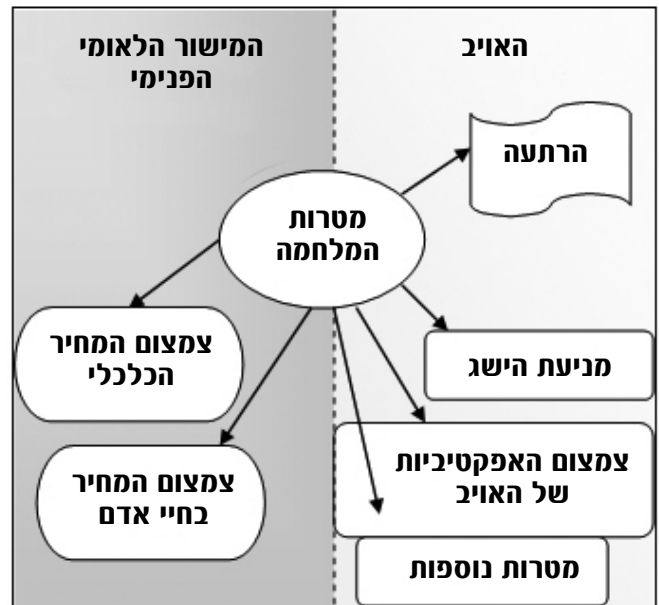 האויב
המישור הלאומי
הפנימי
הרתעה
מטרות
המלחמה
צמצום המחיר
הכלכלי
מניעת הישג
צמצום האפקטיביות
של האויב
צמצום המחיר
בחיי אדם
מטרות נוספות